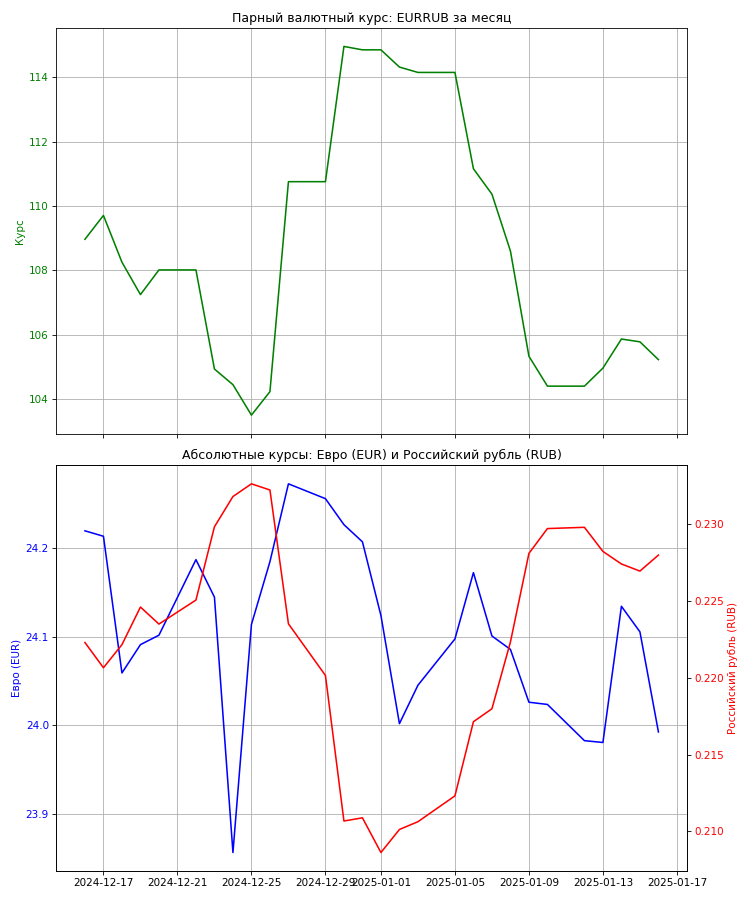 Парный валютный курс: EURRUB за месяц
Курс
114
112
110
108
106
104
Абсолютные курсы: Евро (EUR) и Российский рубль (RUB)
Евро (EUR)
24.2
24.1
24.0
23.9
0.230
0.225
0.220
0.215
0.210
Российский рубль (RUB)
2024-12-17 2024-12-21 2024-12-25 2024-12-29 2025-01-01 2025-01-05 2025-01-09 2025-01-13 2025-01-17